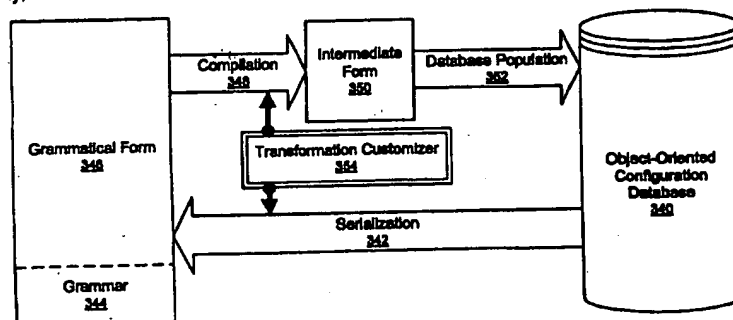 Compilation
348
Intermediate
Form
350
Database Population
352
Grammatical Form
346
Transformation Customizer
354
Object-Oriented
Configuration
Database
340
Serialization
342
Grammar
344